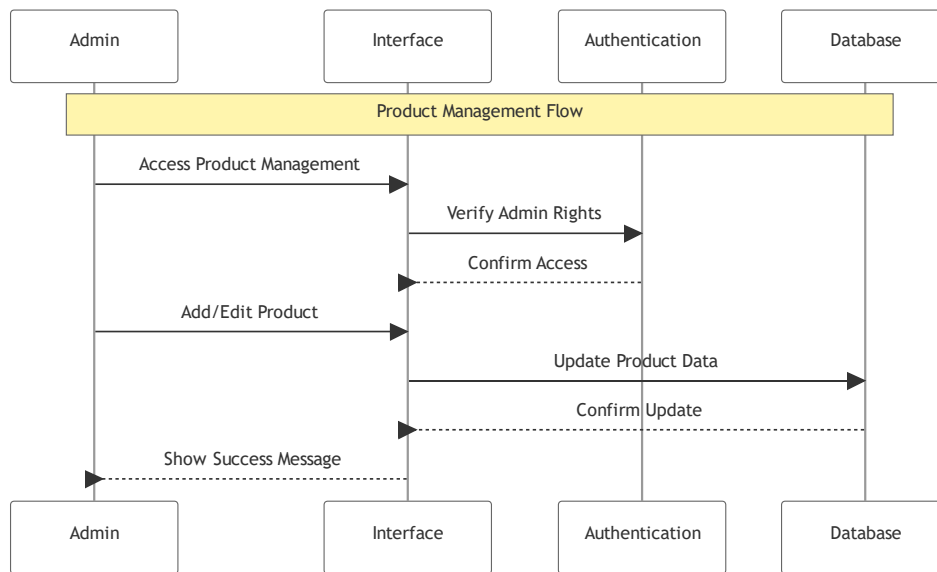 Admin
Interface
Authentication
Database
Product Management Flow
Access Product Management
Verify Admin Rights
Confirm Access
Add/Edit Product
Update Product Data
Confirm Update
Show Success Message
Admin
Interface
Authentication
Database